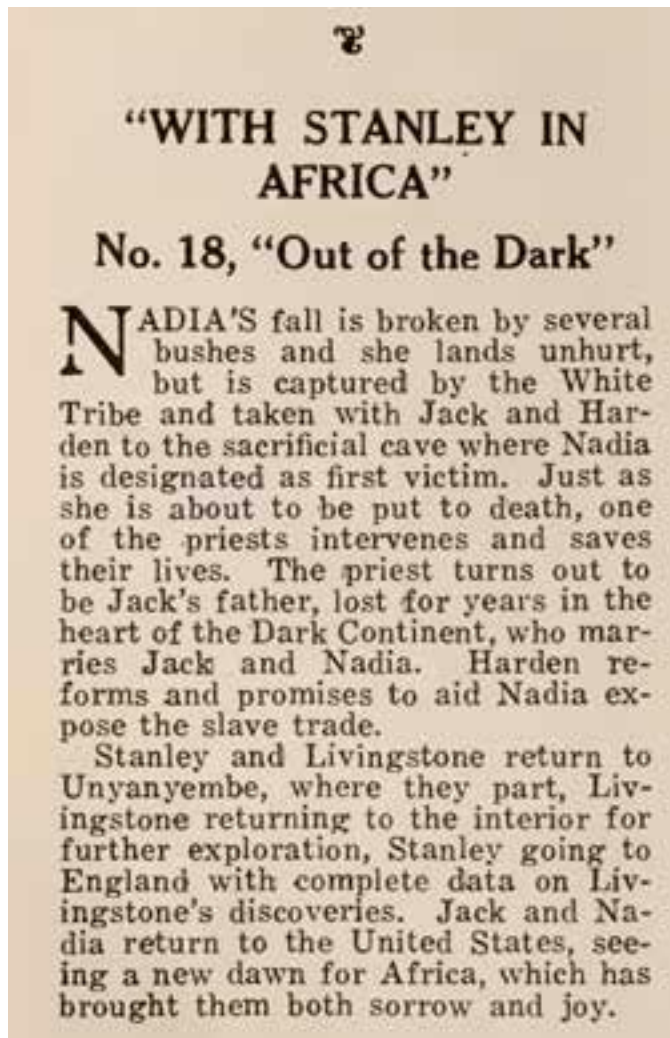 "WITH STANLEY IN
AFRICA"
No. 18, "Out of the Dark"
NADIA'S fall is broken by several
bushes and she lands unhurt,
but is captured by the White
Tribe and taken with Jack and Har-
den to the sacrificial cave where Nadia
is designated as first victim. Just as
she is about to be put to death, one
of the priests intervenes and saves
their lives. The priest turns out to
be Jack's father, lost for years in the
heart of the Dark Continent, who mar-
ries Jack and Nadia. Harden re-
forms and promises to aid Nadia ex-
pose the slave trade.
Stanley and Livingstone return to
Unyanyembe, where they part, Liv-
ingstone returning to the interior for
further exploration, Stanley going to
England with complete data on Liv-
ingstone's discoveries. Jack and Na-
dia return to the United States, see-
ing a new dawn for Africa, which has
brought them both sorrow and joy.